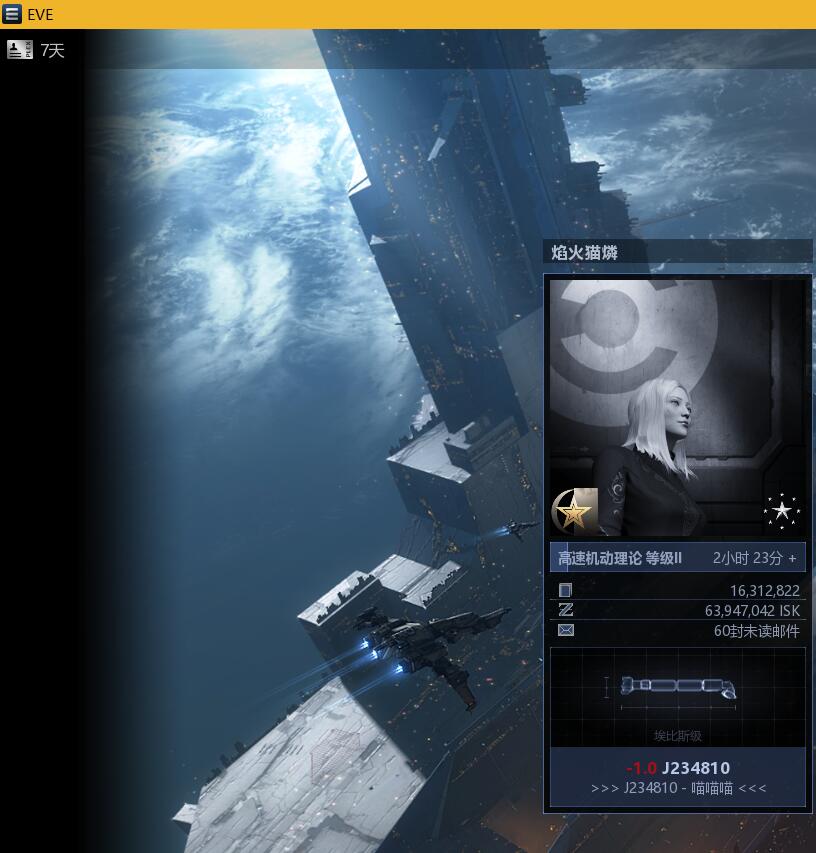 EVE
7天
焰火猫燐
高速机动理论 等级II 2小时 23分 +
16,312,822
63,947,042 ISK
60封未读邮件
埃比斯级
-1.0 J234810
>>> J234810 - 喵喵喵 <<<